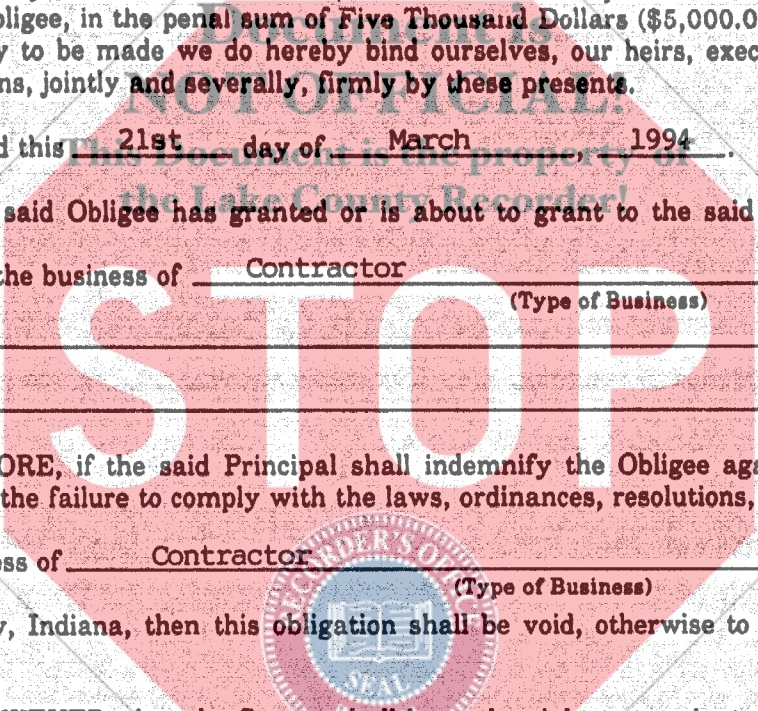 bligee, in the penal sum of Five Thousand Dollars ($5,000.0
Document is
y to be made we do hereby bind ourselves, our heirs, exec
ns, jointly and severally, firmly by these presents.
NOT OFFICIAL!
d this 21st day of March, 1994.
This Document is the property of
the Lake County Recorder!
said Obligee has granted or is about to grant to the said
the business of Contractor
(Type of Business)
STOP
ORE, if the said Principal shall indemnify the Obligee aga
the failure to comply with the laws, ordinances, resolutions,
ess of Contractor
(Type of Business)
RECORDER'S OFFICE
y, Indiana, then this obligation shall be void, otherwise to
SEAL